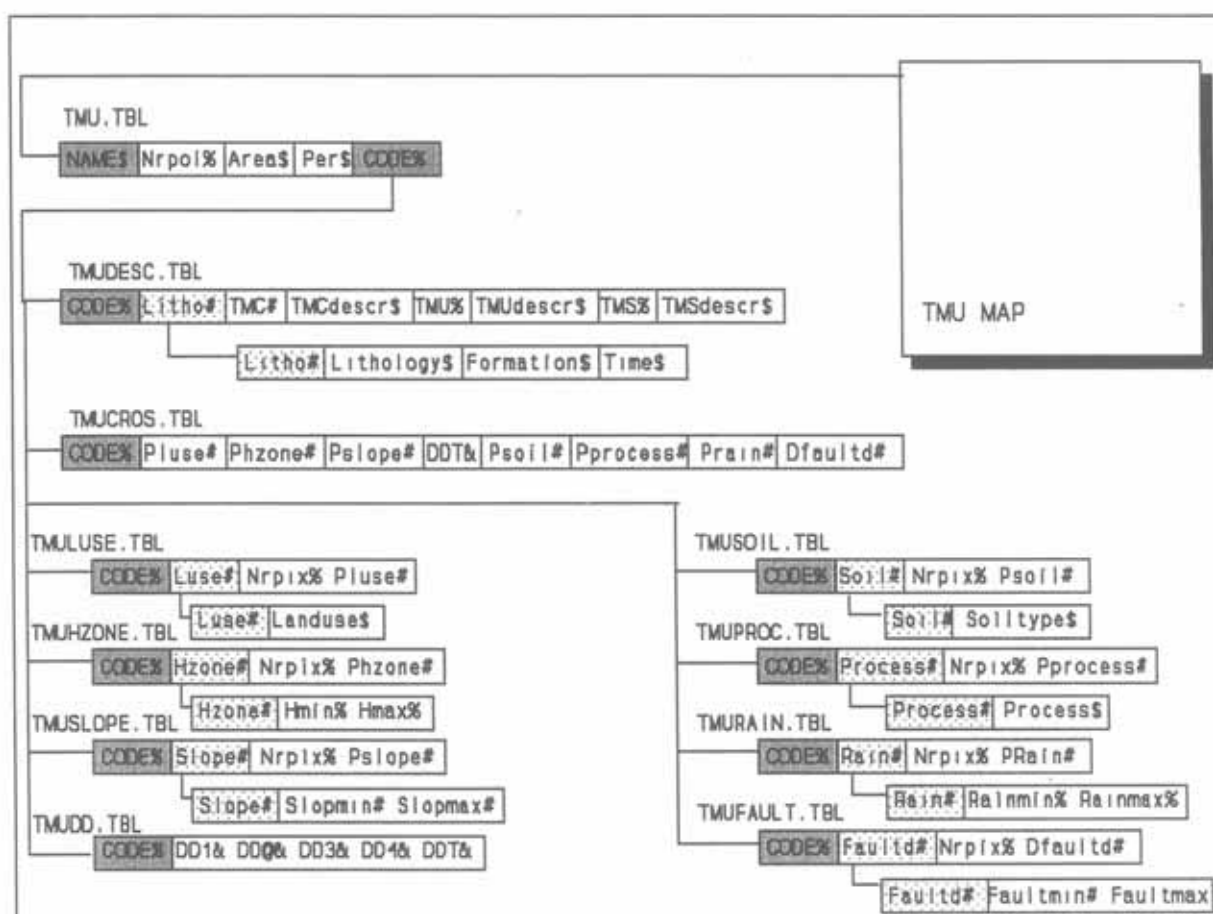 TMU.TBL
NAME$ Nrpol% Area$ Per$ CODE%
TMU MAP
TMUDESC.TBL
CODE% Litho# TMC# TMCdescr$ TMU% TMUdescr$ TMS% TMSdescr$
Litho# Lithology$ Formation$ Time$
TMUCROS.TBL
CODE% Pluse# Phzone# Pslope# DDT& Psoil# Pprocess# Prain# Dfaultd#
TMULUSE.TBL
CODE% Luse# Nrpix% Pluse#
Luse# Landuse$
TMUHZONE.TBL
CODE% Hzone# Nrpix% Phzone#
Hzone# Hmin% Hmax%
TMUSLOPE.TBL
CODE% Slope# Nrpix% Pslope#
Slope# Slopmin# Slopmax#
TMUDD.TBL
CODE% DD1& DD@& DD3& DD4& DDT&
TMUSOIL.TBL
CODE% Soil# Nrpix% Psoil#
Soil# Soiltype$
TMUPROC.TBL
CODE% Process# Nrpix% Pprocess#
Process# Process$
TMURAIN.TBL
CODE% Rain# Nrpix% PRain#
Rain# Rainmin% Rainmax%
TMUFAULT.TBL
CODE% Faultd# Nrpix% Dfaultd#
Faultd# Faultmin# Faultmax